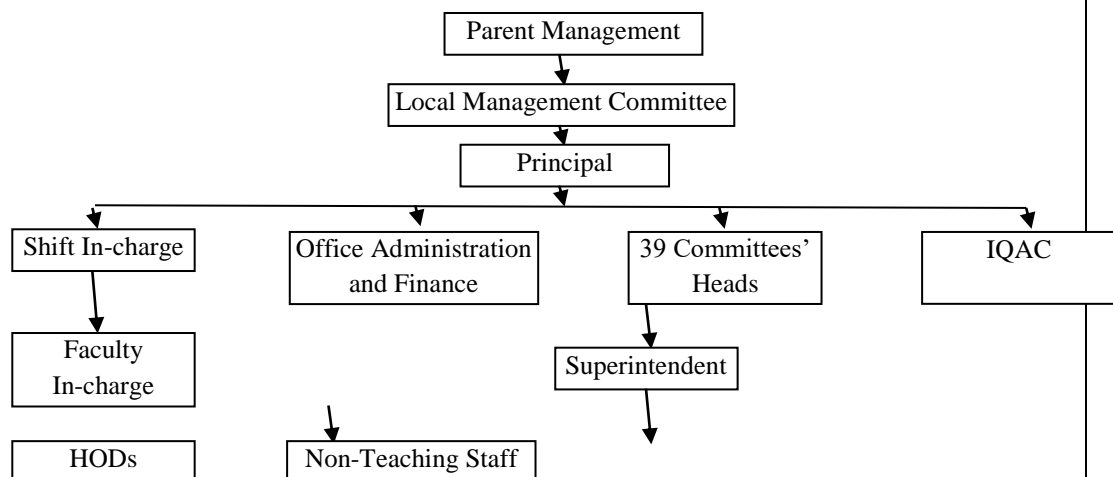 Parent Management
Local Management Committee
Principal
Shift In-charge
Office Administration
and Finance
39 Committees’
Heads
IQAC
Faculty
In-charge
Superintendent
HODs
Non-Teaching Staff